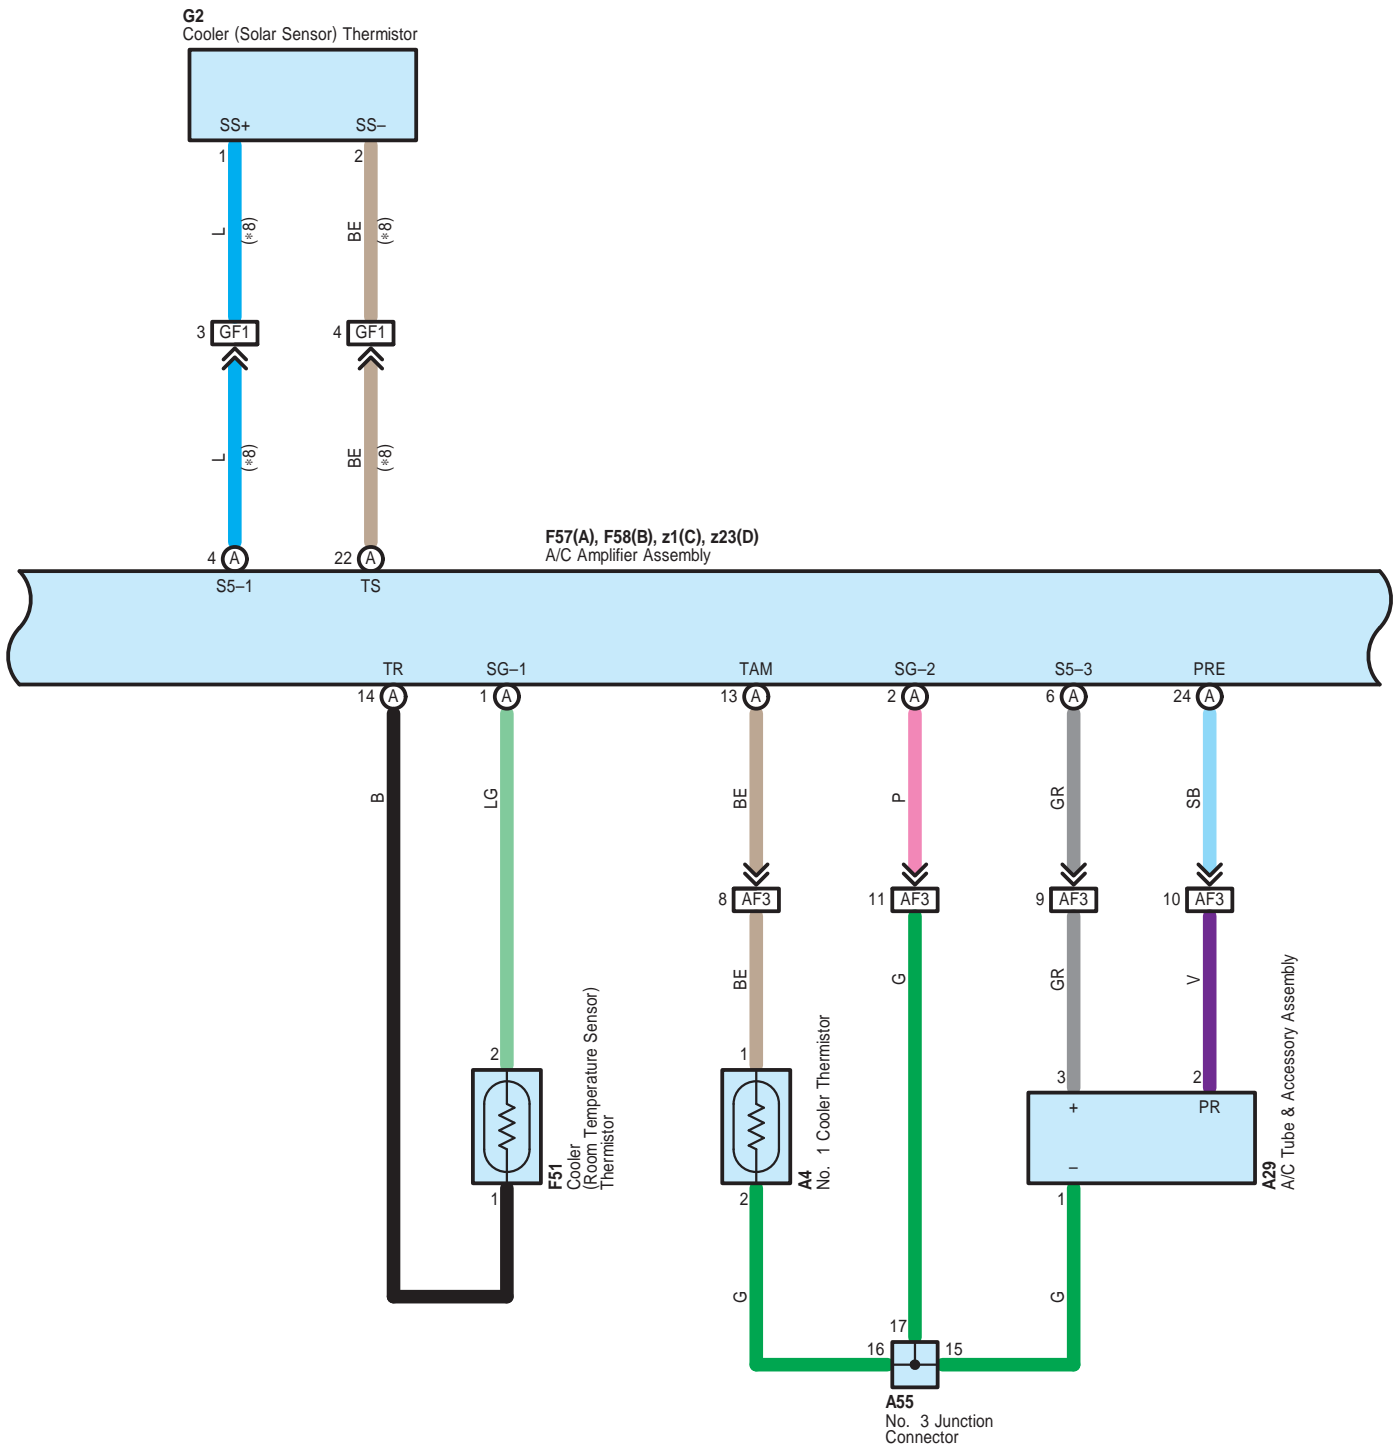 G2
Cooler (Solar Sensor) Thermistor
SS+
SS–
1
2
L
(*8)
BE
(*8)
3
GF1
4
GF1
L
(*8)
BE
(*8)
F57(A), F58(B), z1(C), z23(D)
A/C Amplifier Assembly
4
A
22
A
S5–1
TS
TR
SG–1
TAM
SG–2
S5–3
PRE
14
A
1
A
13
A
2
A
6
A
24
A
B
LG
BE
P
GR
SB
8
AF3
11
AF3
9
AF3
10
AF3
BE
G
GR
V
2
1
3
2
+
PR
–
F51
Cooler
(Room Temperature Sensor)
Thermistor
A4
No. 1 Cooler Thermistor
A29
A/C Tube & Accessory Assembly
1
2
1
G
G
17
16
15
A55
No. 3 Junction
Connector